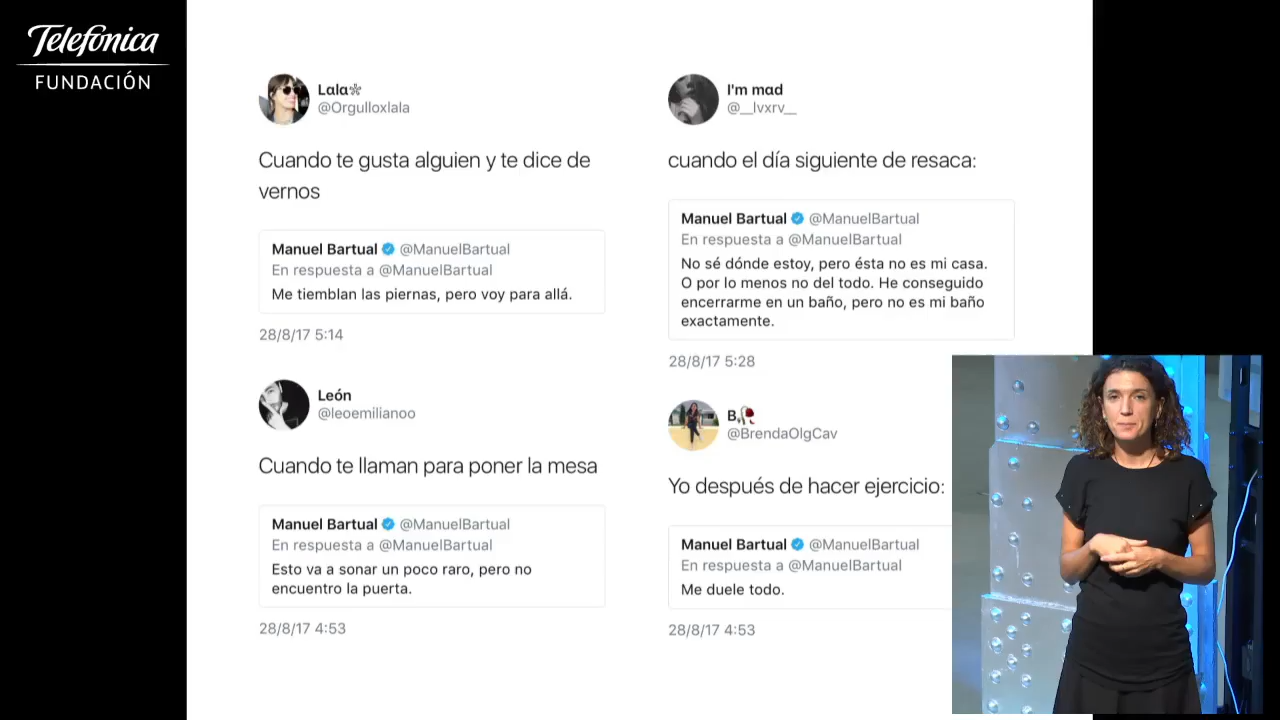 Telefónica
FUNDACIÓN
Lala
@Orgulloxlala
Cuando te gusta alguien y te dice de
vernos
Manuel Bartual @ManuelBartual
En respuesta a @ManuelBartual
Me tiemblan las piernas, pero voy para allá.
28/8/17 5:14
León
@leoemilianoo
Cuando te llaman para poner la mesa
Manuel Bartual @ManuelBartual
En respuesta a @ManuelBartual
Esto va a sonar un poco raro, pero no
encuentro la puerta.
28/8/17 4:53
I'm mad
@__lvxrv__
cuando el día siguiente de resaca:
Manuel Bartual @ManuelBartual
En respuesta a @ManuelBartual
No sé dónde estoy, pero ésta no es mi casa.
O por lo menos no del todo. He conseguido
encerrarme en un baño, pero no es mi baño
exactamente.
28/8/17 5:28
B,
@BrendaOlgCav
Yo después de hacer ejercicio:
Manuel Bartual @ManuelBartual
En respuesta a @ManuelBartual
Me duele todo.
28/8/17 4:53